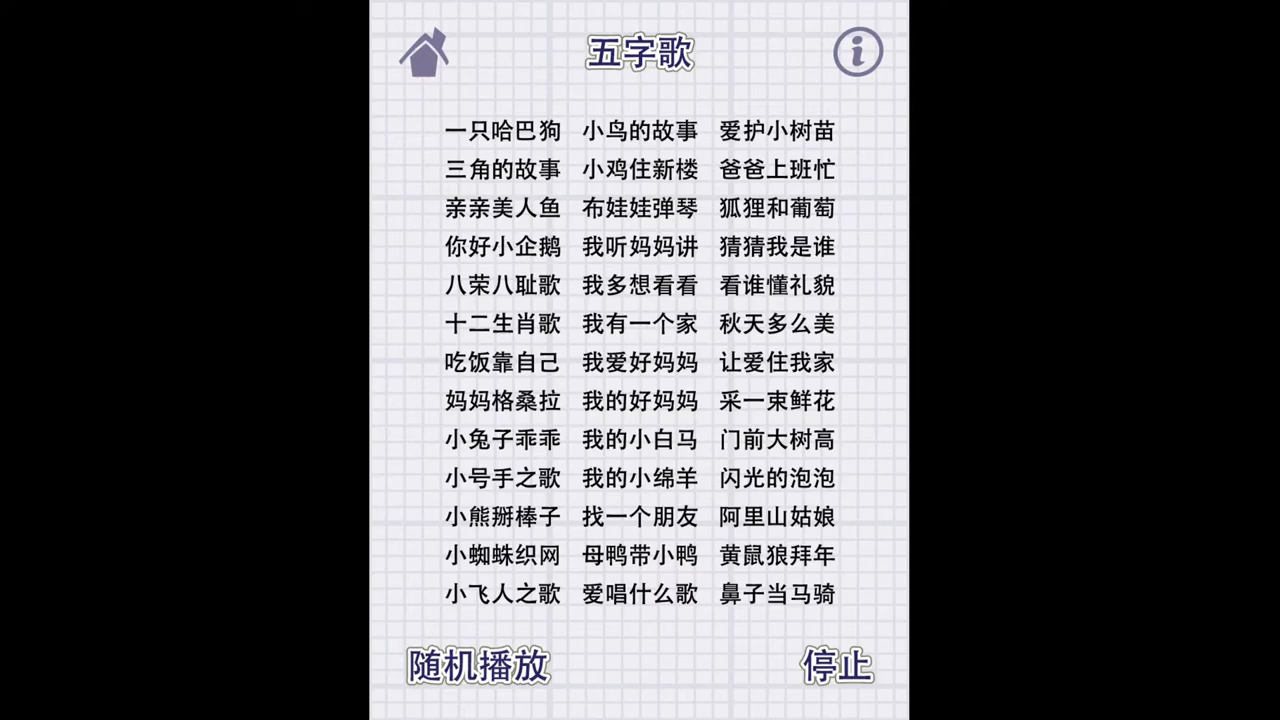 五字歌
一只哈巴狗 小鸟的故事 爱护小树苗
三角的故事 小鸡住新楼 爸爸上班忙
亲亲美人鱼 布娃娃弹琴 狐狸和葡萄
你好小企鹅 我听妈妈讲 猜猜我是谁
八荣八耻歌 我多想看看 看谁懂礼貌
十二生肖歌 我有一个家 秋天多么美
吃饭靠自己 我爱好妈妈 让爱住我家
妈妈格桑拉 我的好妈妈 采一束鲜花
小兔子乖乖 我的小白马 门前大树高
小号手之歌 我的小绵羊 闪光的泡泡
小熊掰棒子 找一个朋友 阿里山姑娘
小蜘蛛织网 母鸭带小鸭 黄鼠狼拜年
小飞人之歌 爱唱什么歌 鼻子当马骑
随机播放 停止